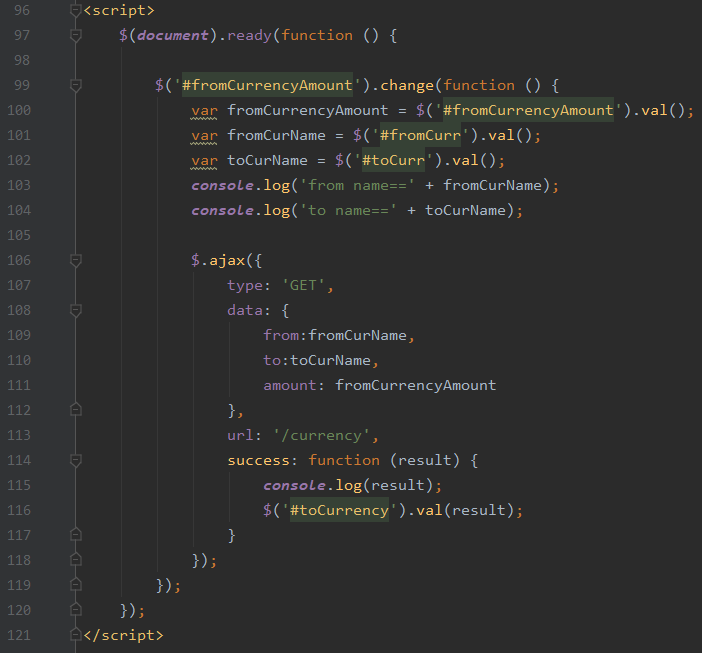 96 <script>
97     $(document).ready(function () {
98
99         $('#fromCurrencyAmount').change(function () {
100             var fromCurrencyAmount = $('#fromCurrencyAmount').val();
101             var fromCurName = $('#fromCurr').val();
102             var toCurName = $('#toCurr').val();
103             console.log('from name==' + fromCurName);
104             console.log('to name==' + toCurName);
105
106             $.ajax({
107                 type: 'GET',
108                 data: {
109                     from:fromCurName,
110                     to:toCurName,
111                     amount: fromCurrencyAmount
112                 },
113                 url: '/currency',
114                 success: function (result) {
115                     console.log(result);
116                     $('#toCurrency').val(result);
117                 }
118             });
119         });
120     });
121 </script>